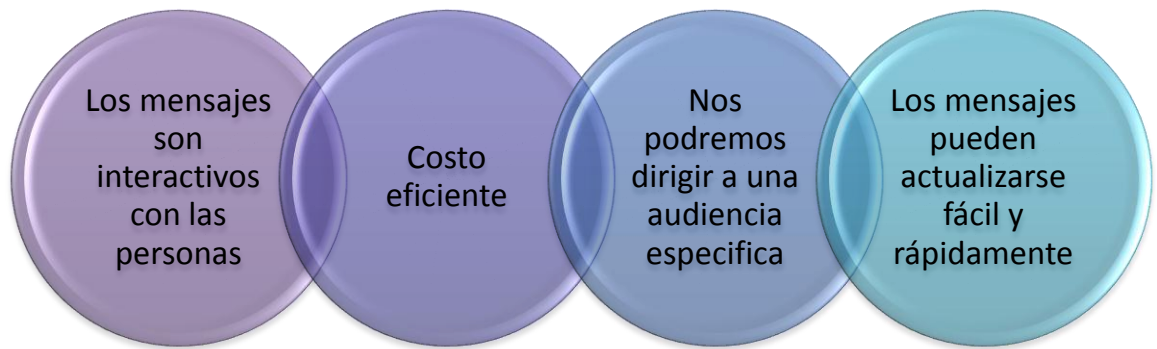 Los mensajes
son
interactivos
con las
personas
Costo
eficiente
Nos
podremos
dirigir a una
audiencia
especifica
Los mensajes
pueden
actualizarse
fácil y
rápidamente